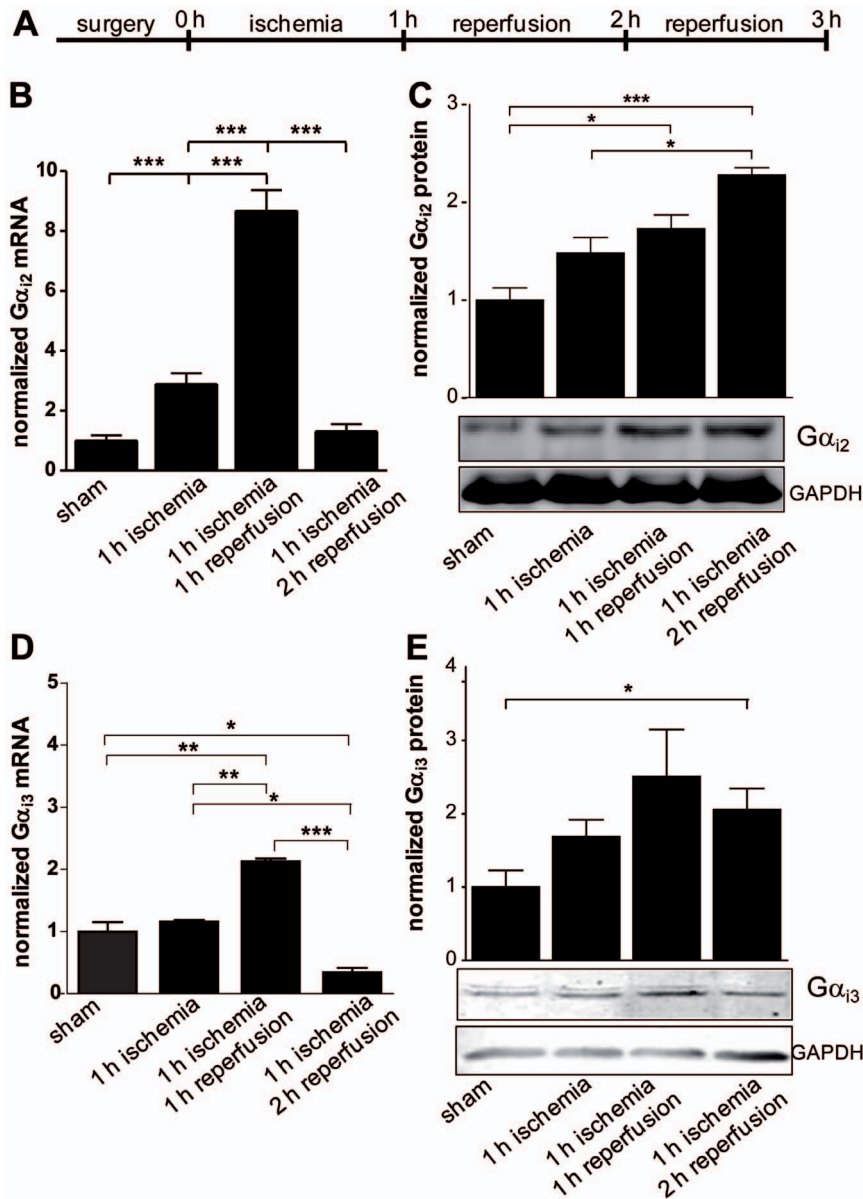 A
surgery 0 h ischemia 1 h reperfusion 2 h reperfusion 3 h
B
normalized Gαi2 mRNA
10
8
6
4
2
0
*** ***
*** ***
sham
1 h ischemia
1 h ischemia
1 h reperfusion
1 h ischemia
2 h reperfusion
C
normalized Gαi2 protein
3
2
1
0
***
*
*
Gαi2
GAPDH
sham
1 h ischemia
1 h ischemia
1 h reperfusion
1 h ischemia
2 h reperfusion
D
normalized Gαi3 mRNA
5
4
3
2
1
0
*
**
**
*
***
sham
1 h ischemia
1 h ischemia
1 h reperfusion
1 h ischemia
2 h reperfusion
E
normalized Gαi3 protein
4
3
2
1
0
*
Gαi3
GAPDH
sham
1 h ischemia
1 h ischemia
1 h reperfusion
1 h ischemia
2 h reperfusion